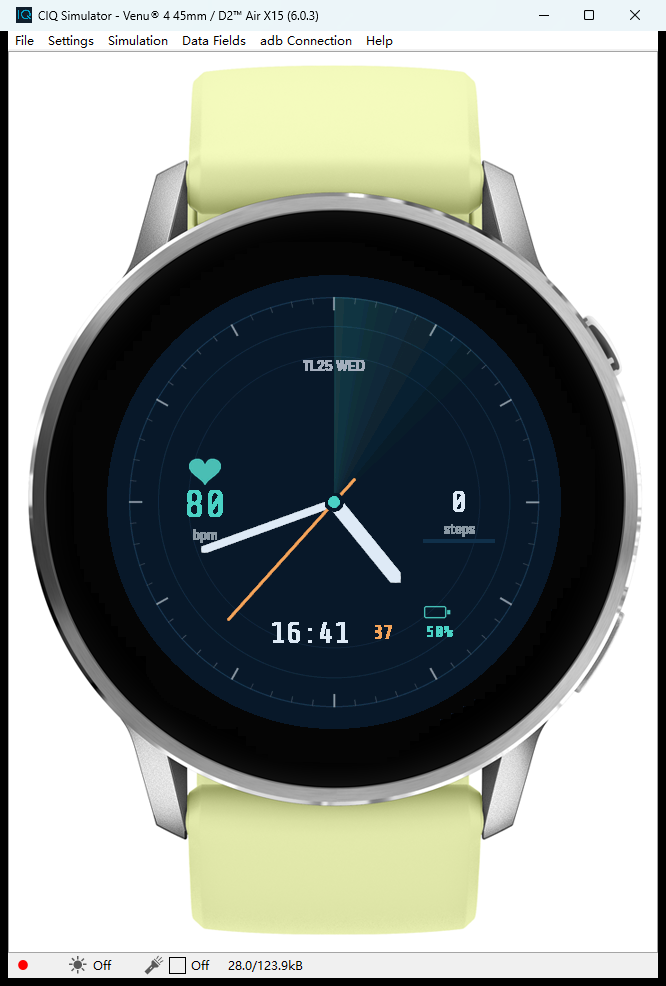 CIQ Simulator - Venu® 4 45mm / D2™ Air X15 (6.0.3)
File Settings Simulation Data Fields adb Connection Help
TL25 WED
80
bpm
0
steps
16:41 37
50%
Off Off 28.0/123.9kB